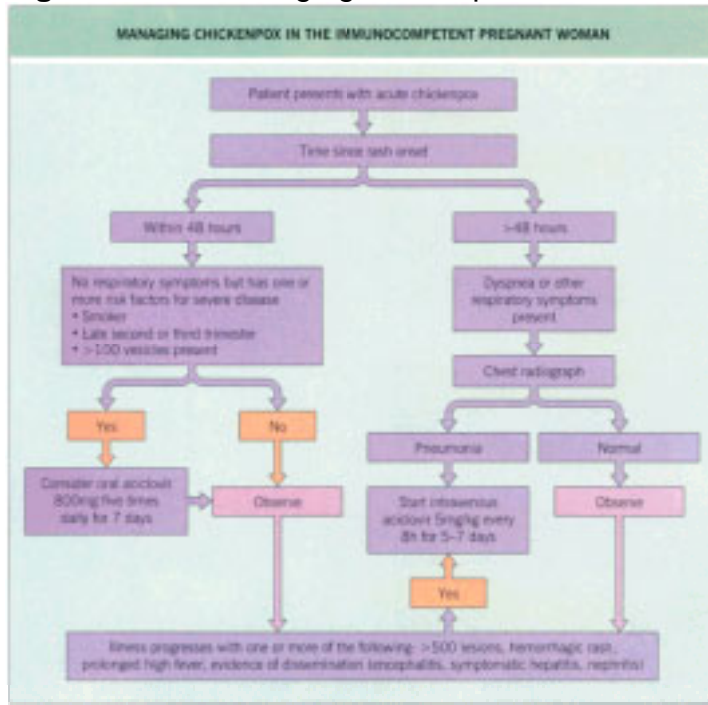 MANAGING CHICKENPOX IN THE IMMUNOCOMPETENT PREGNANT WOMAN
Patient presents with acute chickenpox
Time since rash onset
Within 48 hours
>48 hours
No respiratory symptoms but has one or
more risk factors for severe disease
• Smoker
• Late second or third trimester
• >100 vesicles present
Dyspnea or other
respiratory symptoms
present
Chest radiograph
Yes
No
Pneumonia
Normal
Consider oral aciclovir
800mg five times
daily for 7 days
Observe
Start intravenous
aciclovir 5mg/kg every
8h for 5–7 days
Observe
Yes
Illness progresses with one or more of the following: >500 lesions, hemorrhagic rash,
prolonged high fever, evidence of dissemination (encephalitis, symptomatic hepatitis, nephritis)